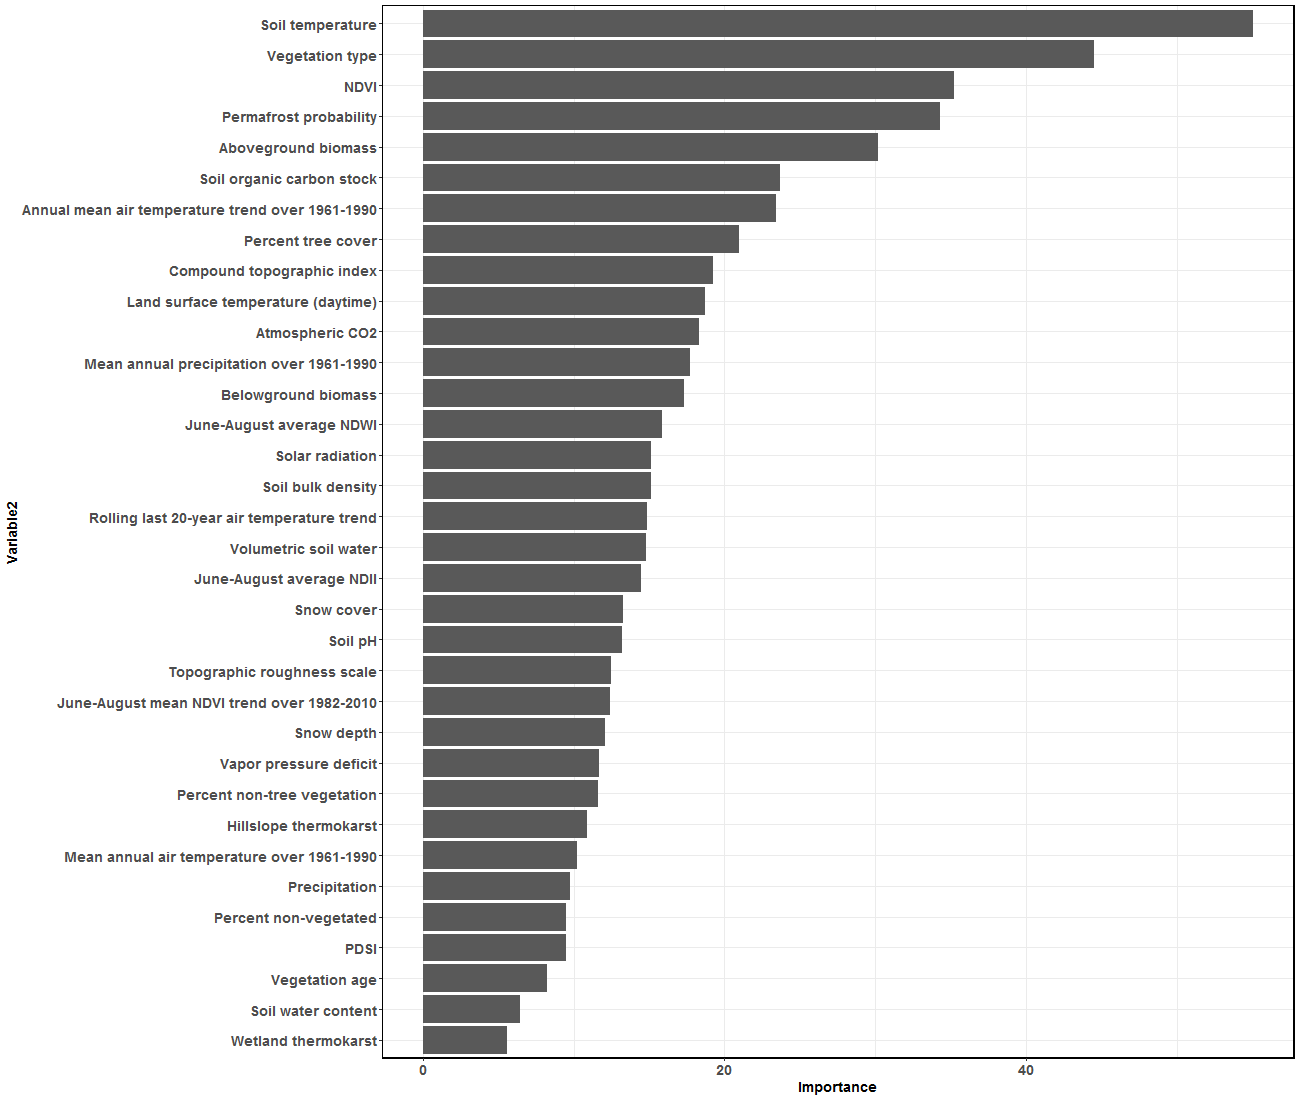 Soil temperature
Vegetation type
NDVI
Permafrost probability
Aboveground biomass
Soil organic carbon stock
Annual mean air temperature trend over 1961-1990
Percent tree cover
Compound topographic index
Land surface temperature (daytime)
Atmospheric CO2
Mean annual precipitation over 1961-1990
Belowground biomass
June-August average NDWI
Solar radiation
Soil bulk density
Rolling last 20-year air temperature trend
Volumetric soil water
June-August average NDII
Snow cover
Soil pH
Topographic roughness scale
June-August mean NDVI trend over 1982-2010
Snow depth
Vapor pressure deficit
Percent non-tree vegetation
Hillslope thermokarst
Mean annual air temperature over 1961-1990
Precipitation
Percent non-vegetated
PDSI
Vegetation age
Soil water content
Wetland thermokarst
Variable2
0 20 40
Importance